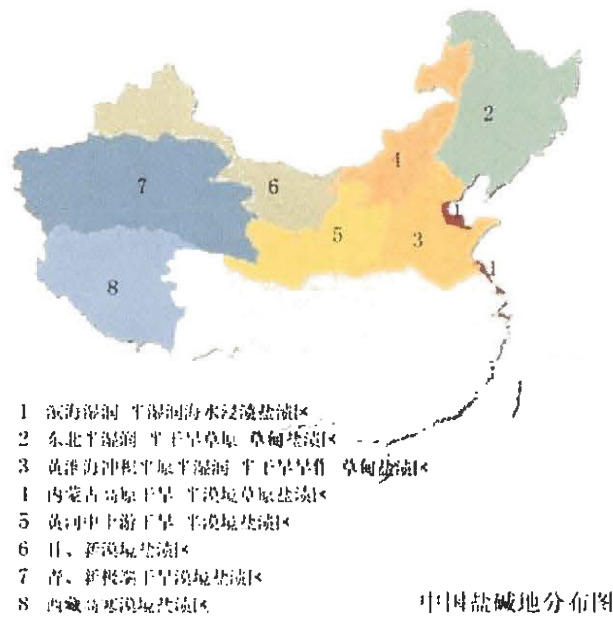 2
4
1
7
6
5
3
1
8
1 滨海湿润-半湿润海水浸渍盐渍区
2 东北半湿润-半干旱草原-草甸盐渍区
3 黄淮海冲积平原半湿润-半干旱旱作-草甸盐渍区
4 内蒙古高原干旱-半漠境草原盐渍区
5 黄河中上游干旱-半漠境盐渍区
6 甘、新漠境盐渍区
7 青、新极端干旱漠境盐渍区
8 西藏高寒漠境盐渍区
中国盐碱地分布图